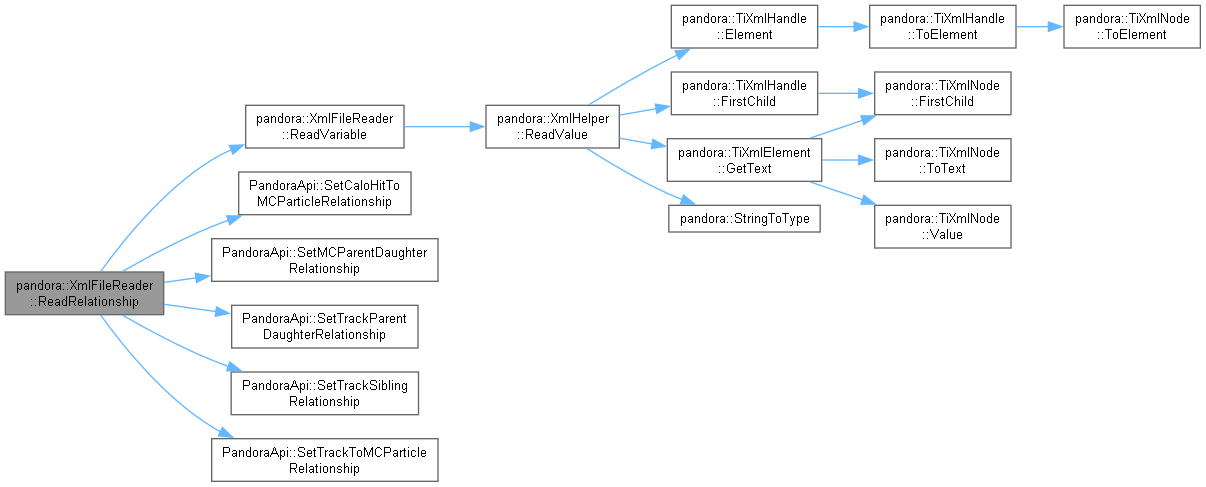 pandora::XmlFileReader
::ReadRelationship
pandora::XmlFileReader
::ReadVariable
PandoraApi::SetCaloHitTo
MCParticleRelationship
PandoraApi::SetMCParentDaughter
Relationship
PandoraApi::SetTrackParent
DaughterRelationship
PandoraApi::SetTrackSibling
Relationship
PandoraApi::SetTrackToMCParticle
Relationship
pandora::XmlHelper
::ReadValue
pandora::TiXmlHandle
::Element
pandora::TiXmlHandle
::FirstChild
pandora::TiXmlElement
::GetText
pandora::StringToType
pandora::TiXmlHandle
::ToElement
pandora::TiXmlNode
::FirstChild
pandora::TiXmlNode
::ToText
pandora::TiXmlNode
::Value
pandora::TiXmlNode
::ToElement